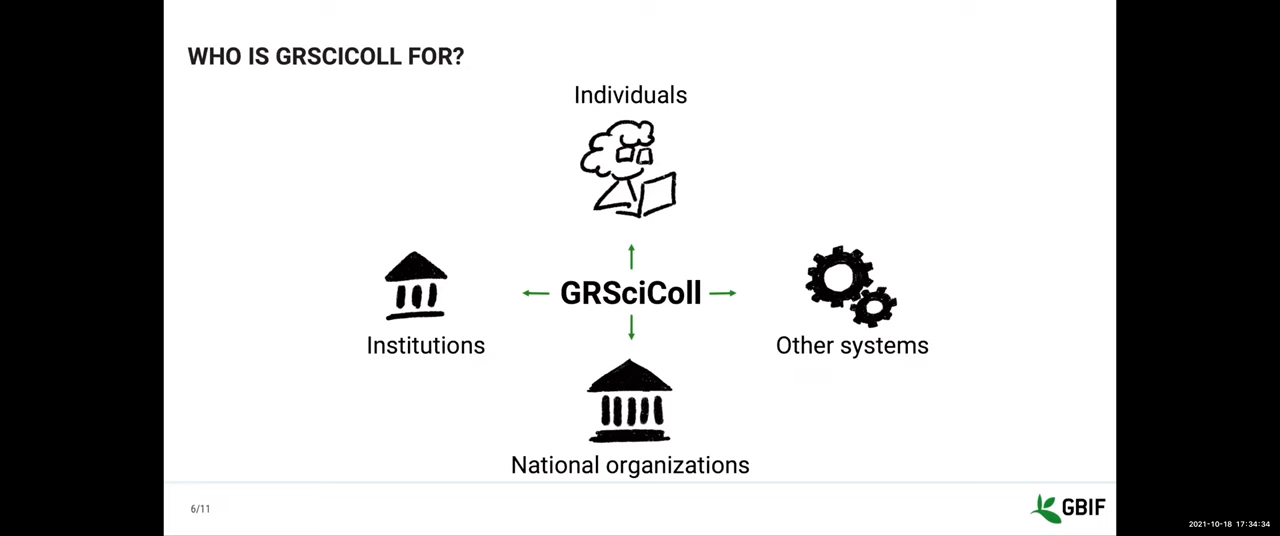 WHO IS GRSCICOLL FOR?
Individuals
GRSciColl
Institutions
Other systems
National organizations
6/11
GBIF
2021-10-18 17:34:34